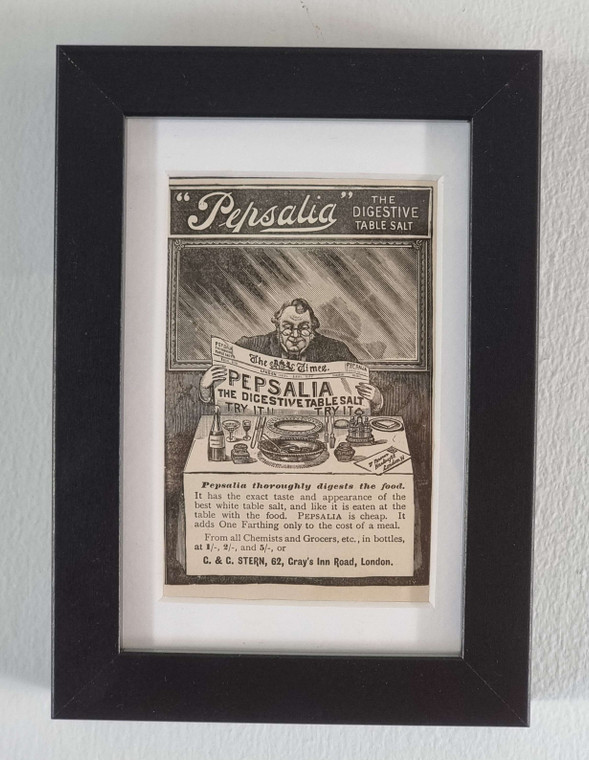 "Pepsalia" THE
DIGESTIVE
TABLE SALT
PEPSALIA
The Times.
LONDON
PEPSALIA
PEPSALIA
THE DIGESTIVE TABLE SALT
TRY IT!! TRY IT
London W
Pepsalia thoroughly digests the food.
It has the exact taste and appearance of the
best white table salt, and like it is eaten at the
table with the food. PEPSALIA is cheap. It
adds One Farthing only to the cost of a meal.
From all Chemists and Grocers, etc., in bottles,
at 1/-, 2/-, and 5/-, or
C. & C. STERN, 62, Gray's Inn Road, London.